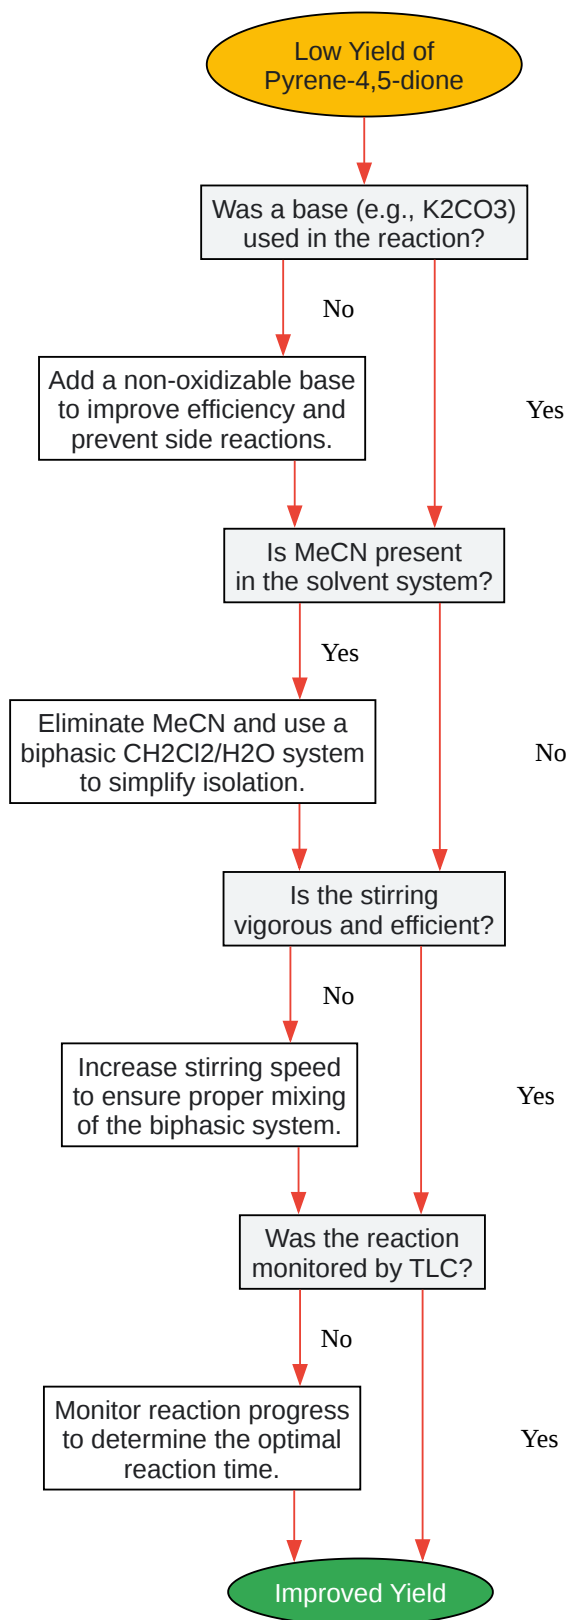 Low Yield of
Pyrene-4,5-dione
Was a base (e.g., K2CO3)
used in the reaction?
No
Add a non-oxidizable base
to improve efficiency and
prevent side reactions.
Yes
Is MeCN present
in the solvent system?
Yes
Eliminate MeCN and use a
biphasic CH2Cl2/H2O system
to simplify isolation.
No
Is the stirring
vigorous and efficient?
No
Increase stirring speed
to ensure proper mixing
of the biphasic system.
Yes
Was the reaction
monitored by TLC?
No
Monitor reaction progress
to determine the optimal
reaction time.
Yes
Improved Yield